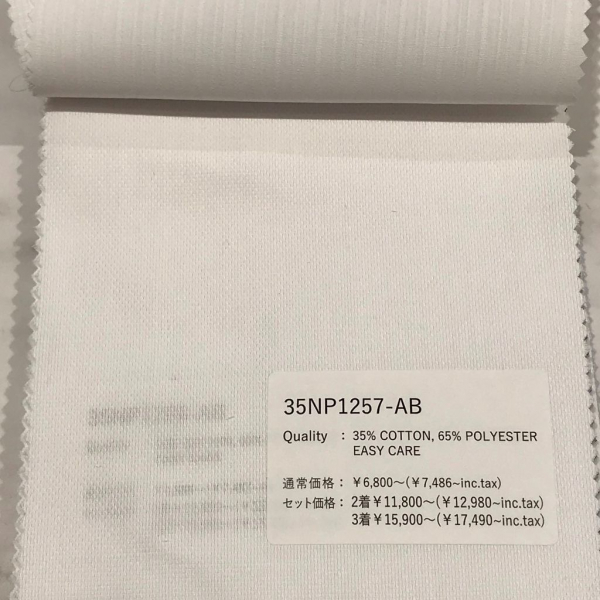 35NP1257-AB
Quality : 35% COTTON, 65% POLYESTER
EASY CARE
通常価格：￥6,800～(￥7,486~inc.tax)
セット価格：2着￥11,800～(￥12,980~inc.tax)
3着￥15,900～(￥17,490~inc.tax)